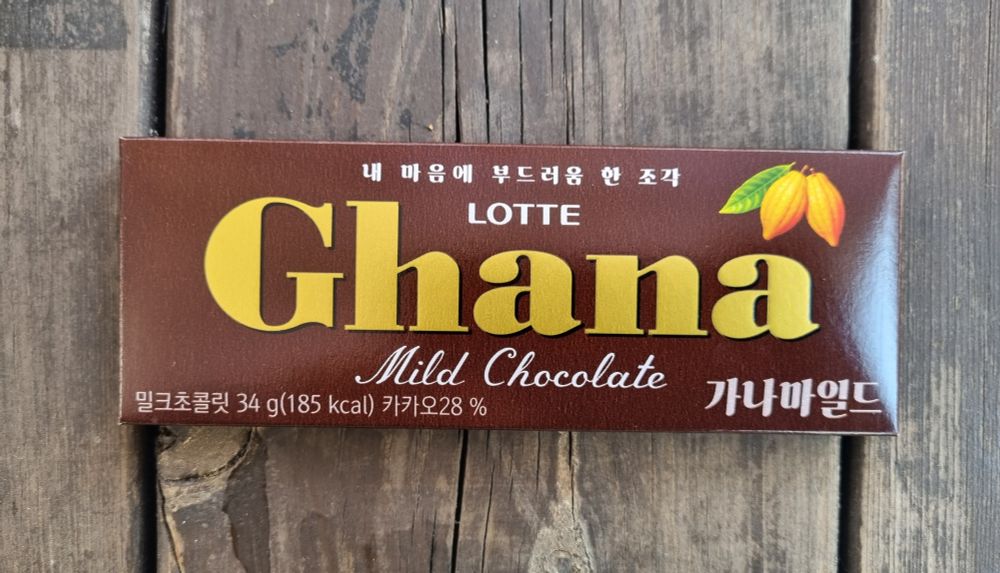 내 마음에 부드러움 한 조각
LOTTE
Ghana
Mild Chocolate
밀크초콜릿 34 g(185 kcal) 카카오28 %
가나마일드